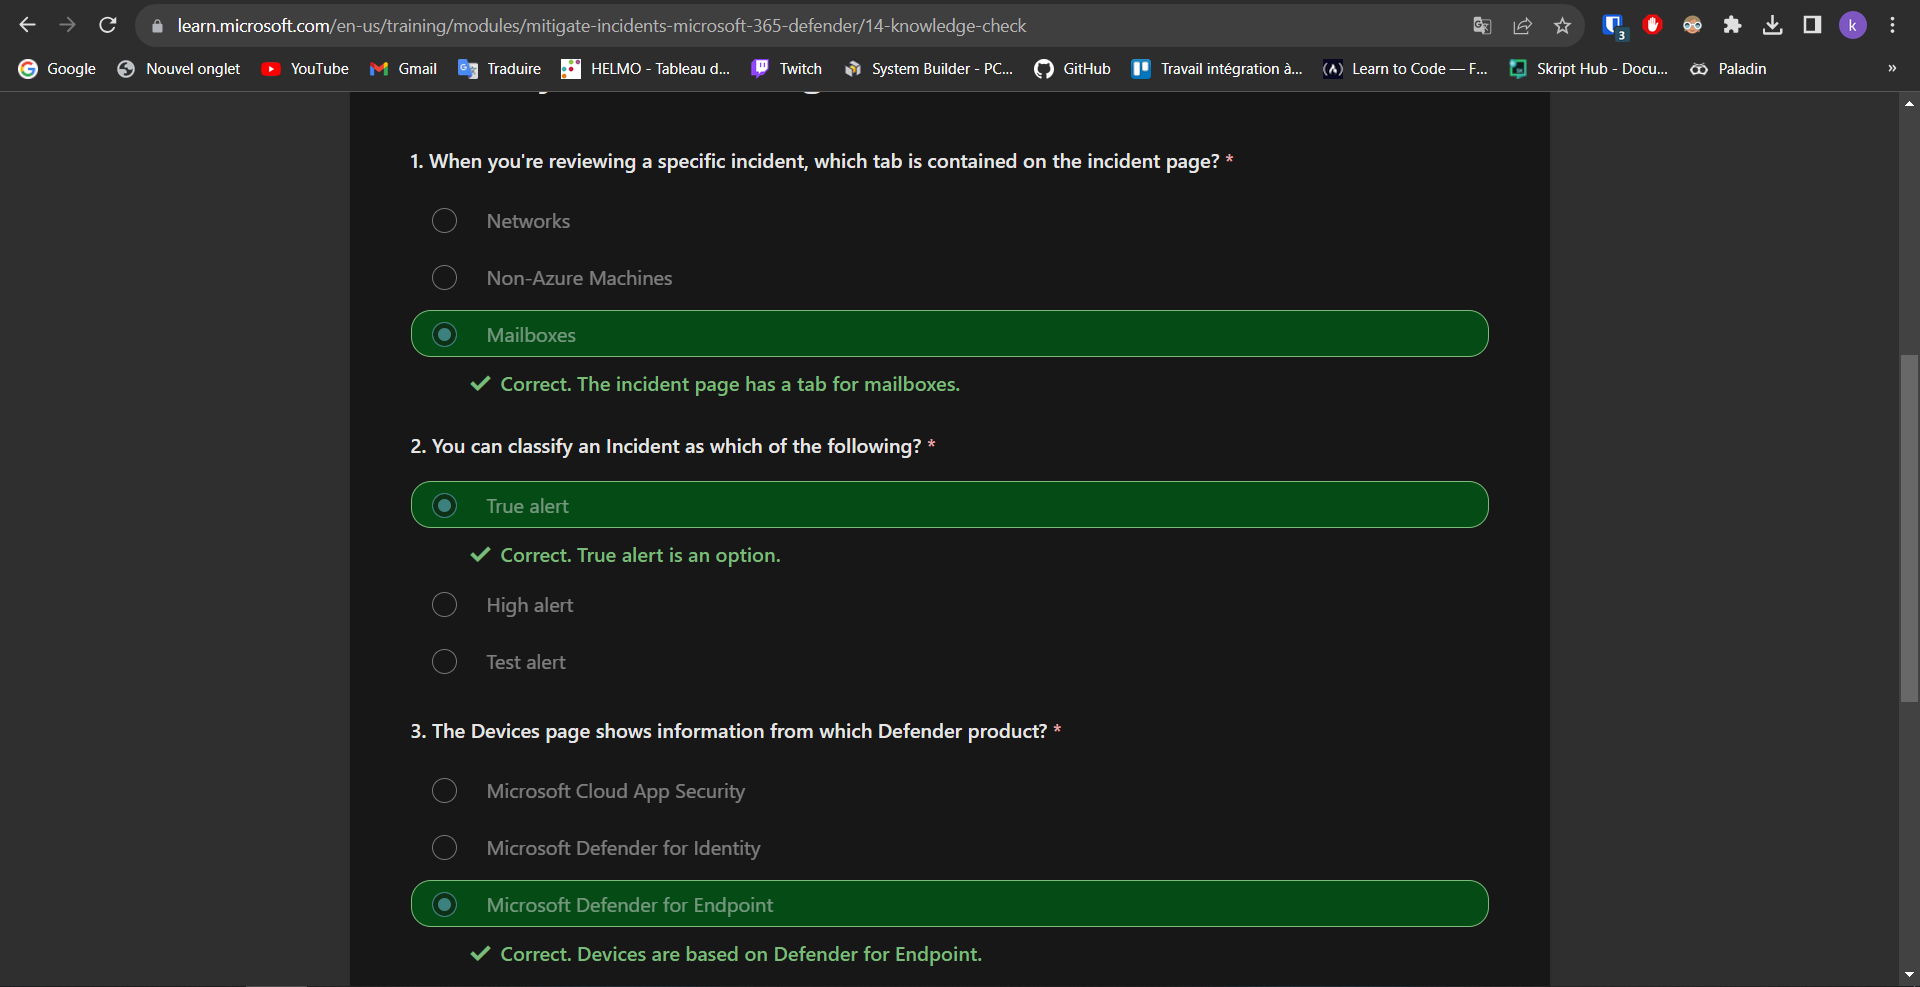 learn.microsoft.com/en-us/training/modules/mitigate-incidents-microsoft-365-defender/14-knowledge-check
3
k
Google Nouvel onglet YouTube Gmail Traduire HELMO - Tableau d... Twitch System Builder - PC... GitHub Travail intégration à... Learn to Code — F... Skript Hub - Docu... Paladin »
1. When you're reviewing a specific incident, which tab is contained on the incident page? *
Networks
Non-Azure Machines
Mailboxes
Correct. The incident page has a tab for mailboxes.
2. You can classify an Incident as which of the following? *
True alert
Correct. True alert is an option.
High alert
Test alert
3. The Devices page shows information from which Defender product? *
Microsoft Cloud App Security
Microsoft Defender for Identity
Microsoft Defender for Endpoint
Correct. Devices are based on Defender for Endpoint.